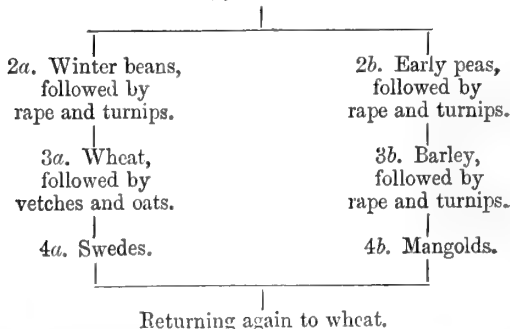 2a. Winter beans,
followed by
rape and turnips.
3a. Wheat,
followed by
vetches and oats.
4a. Swedes.
2b. Early peas,
followed by
rape and turnips.
3b. Barley,
followed by
rape and turnips.
4b. Mangolds.
Returning again to wheat.